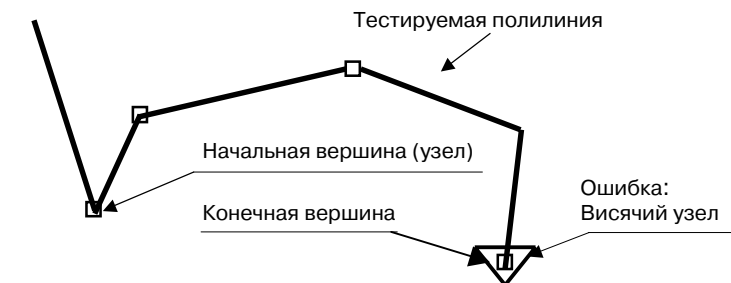 Тестируемая полилиния
Начальная вершина (узел)
Конечная вершина
Ошибка:
Висячий узел